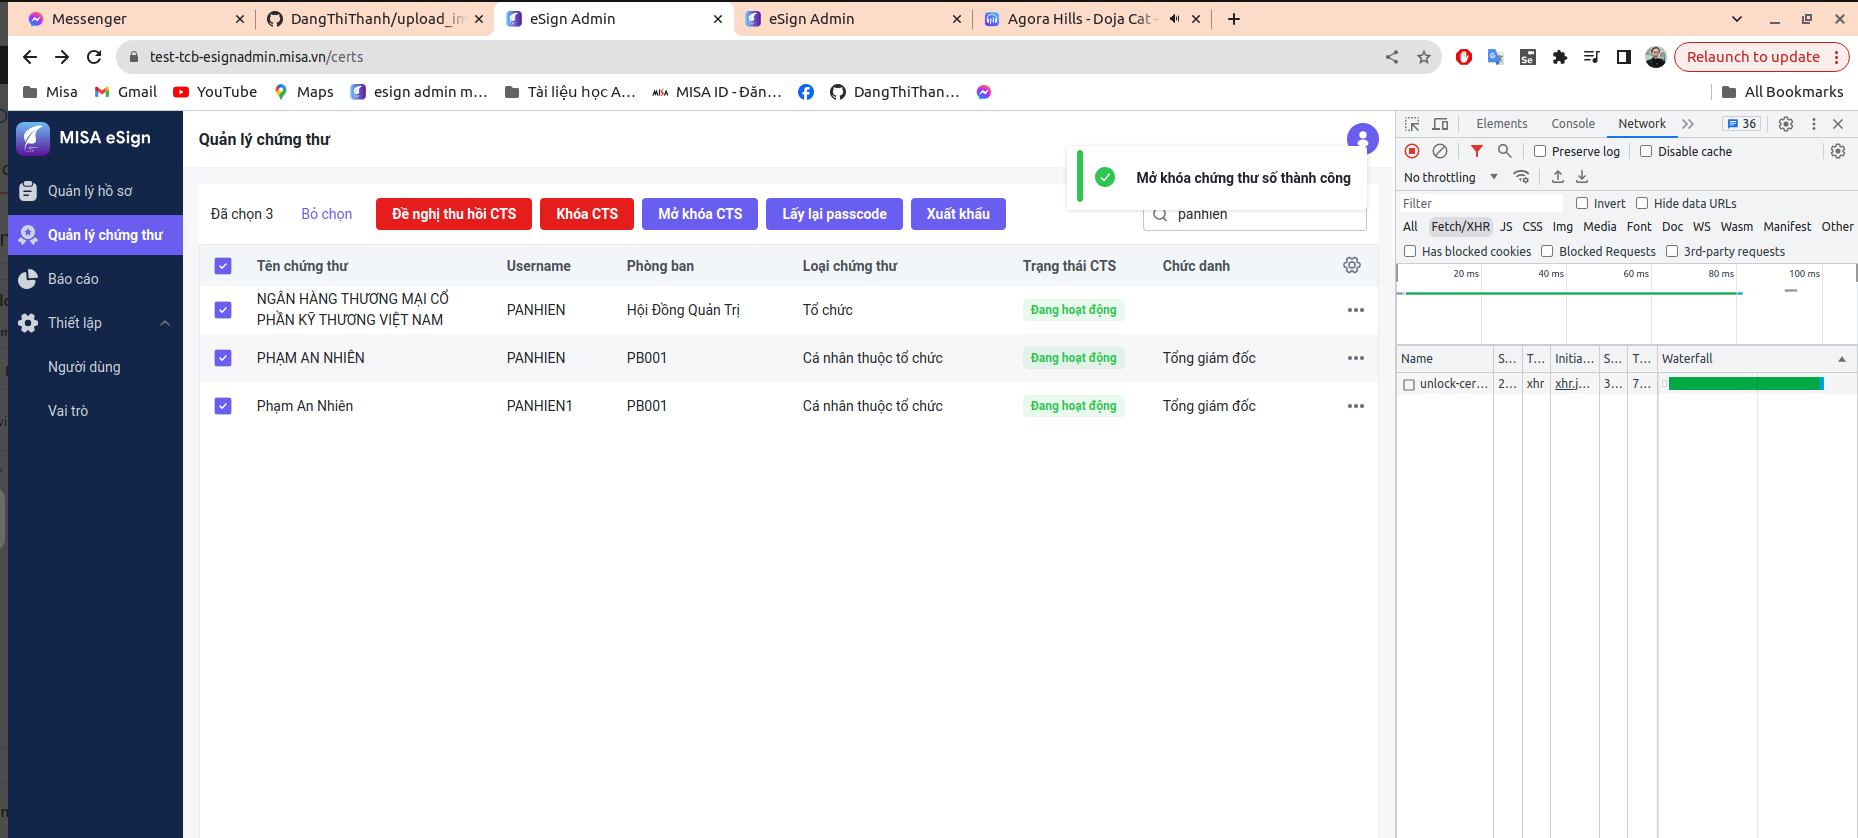 Messenger
DangThiThanh/upload_im
eSign Admin
eSign Admin
Agora Hills - Doja Cat -
test-tcb-esignadmin.misa.vn/certs
Relaunch to update
Misa
Gmail
YouTube
Maps
esign admin m...
Tài liệu học A...
MISA ID - Đăn...
DangThiThan...
All Bookmarks
MISA eSign
Quản lý hồ sơ
Quản lý chứng thư
Báo cáo
Thiết lập
Người dùng
Vai trò
Quản lý chứng thư
Mở khóa chứng thư số thành công
Đã chọn 3
Bỏ chọn
Đề nghị thu hồi CTS
Khóa CTS
Mở khóa CTS
Lấy lại passcode
Xuất khẩu
panhien
Tên chứng thư Username Phòng ban Loại chứng thư Trạng thái CTS Chức danh
NGÂN HÀNG THƯƠNG MẠI CỔ
PHẦN KỸ THƯƠNG VIỆT NAM
PANHIEN Hội Đồng Quản Trị Tổ chức Đang hoạt động
PHẠM AN NHIÊN PANHIEN PB001 Cá nhân thuộc tổ chức Đang hoạt động Tổng giám đốc
Phạm An Nhiên PANHIEN1 PB001 Cá nhân thuộc tổ chức Đang hoạt động Tổng giám đốc
Elements Console Network 36
Preserve log Disable cache
No throttling
Filter Invert Hide data URLs
All Fetch/XHR JS CSS Img Media Font Doc WS Wasm Manifest Other
Has blocked cookies Blocked Requests 3rd-party requests
20 ms 40 ms 60 ms 80 ms 100 ms
Name S... T... Initia... S... T... Waterfall
unlock-cer... 2... xhr xhr.j... 3... 7...